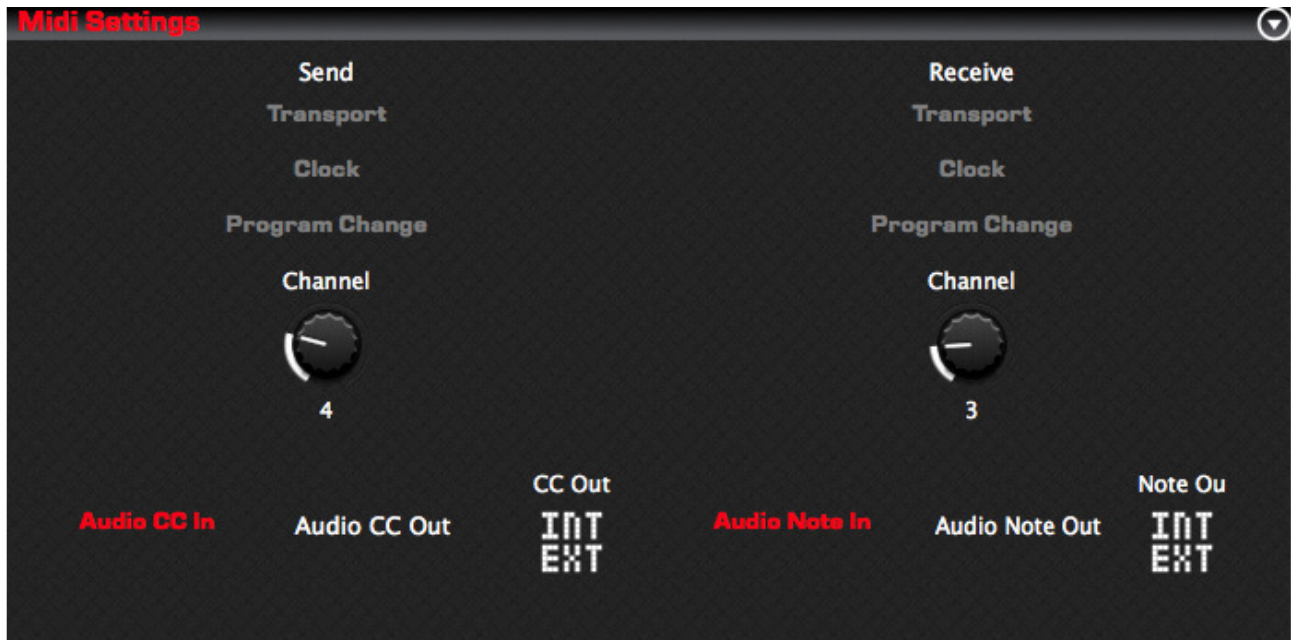 Midi Settings
Send
Receive
Transport
Transport
Clock
Clock
Program Change
Program Change
Channel
Channel
4
3
CC Out
Note Ou
Audio CC In
Audio CC Out
INT
EXT
Audio Note In
Audio Note Out
INT
EXT